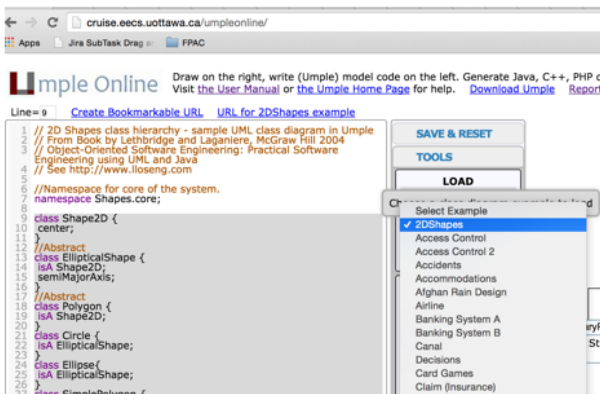 cruise.eecs.uottawa.ca/umpleonline/
Apps Jira SubTask Drag an FPAC
Umple Online
Draw on the right, write (Umple) model code on the left. Generate Java, C++, PHP
Visit the User Manual or the Umple Home Page for help. Download Umple Report
Line= 9 Create Bookmarkable URL URL for 2DShapes example
1 // 2D Shapes class hierarchy - sample UML class diagram in Umple
2 // From Book by Lethbridge and Laganiere, McGraw Hill 2004
3 // Object-Oriented Software Engineering: Practical Software
Engineering using UML and Java
4 // See http://www.lloseng.com
5
6 //Namespace for core of the system.
7 namespace Shapes.core;
8
9 class Shape2D {
10 center;
11 }
12 //Abstract
13 class EllipticalShape {
14 isA Shape2D;
15 semiMajorAxis;
16 }
17 //Abstract
18 class Polygon {
19 isA Shape2D;
20 }
21 class Circle {
22 isA EllipticalShape;
23 }
24 class Ellipse{
25 isA EllipticalShape;
26 }
27 class SimplePolygon {
SAVE & RESET
TOOLS
LOAD
Select Example
✓ 2DShapes
Access Control
Access Control 2
Accidents
Accommodations
Afghan Rain Design
Airline
Banking System A
Banking System B
Canal
Decisions
Card Games
Claim (Insurance)